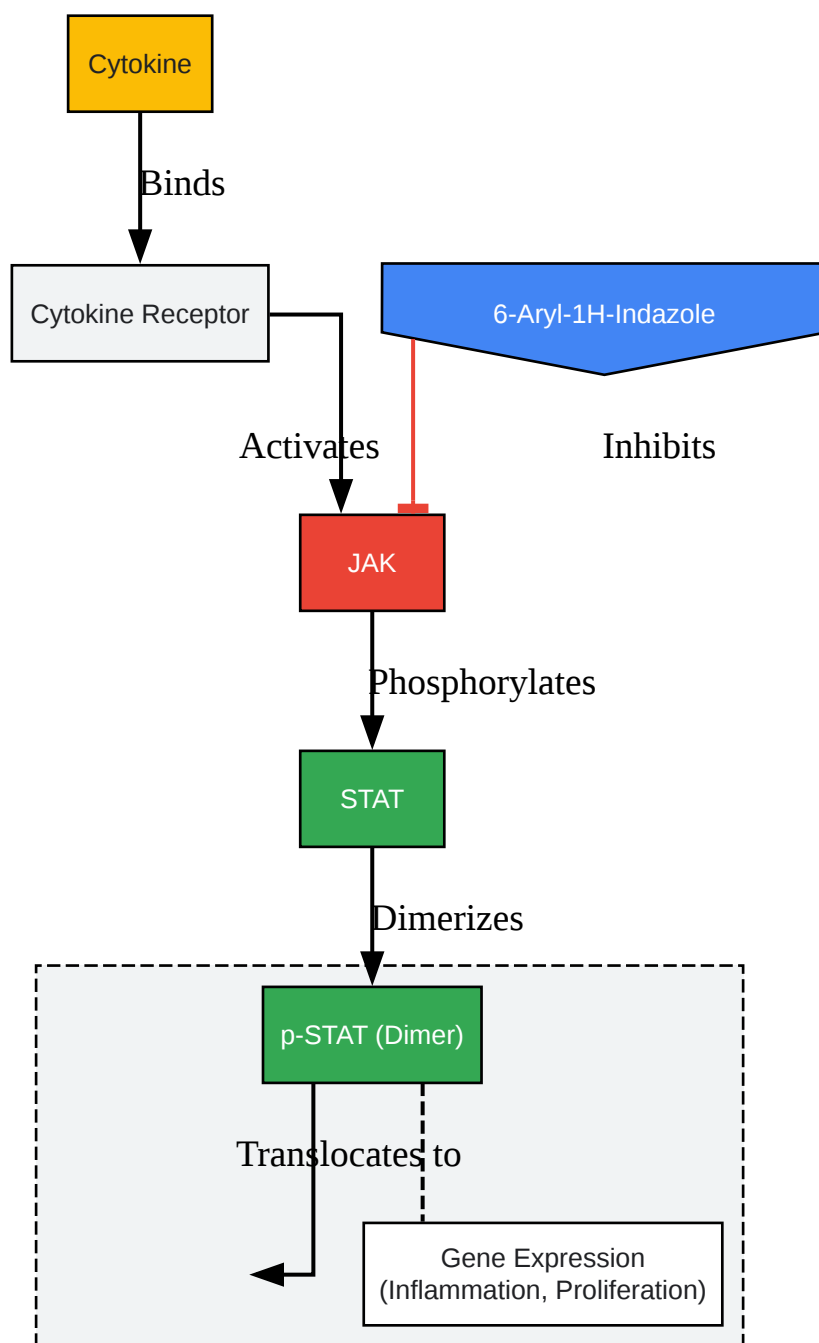 Cytokine
Binds
Cytokine Receptor
6-Aryl-1H-Indazole
Activates
Inhibits
JAK
Phosphorylates
STAT
Dimerizes
p-STAT (Dimer)
Translocates to
Gene Expression
(Inflammation, Proliferation)